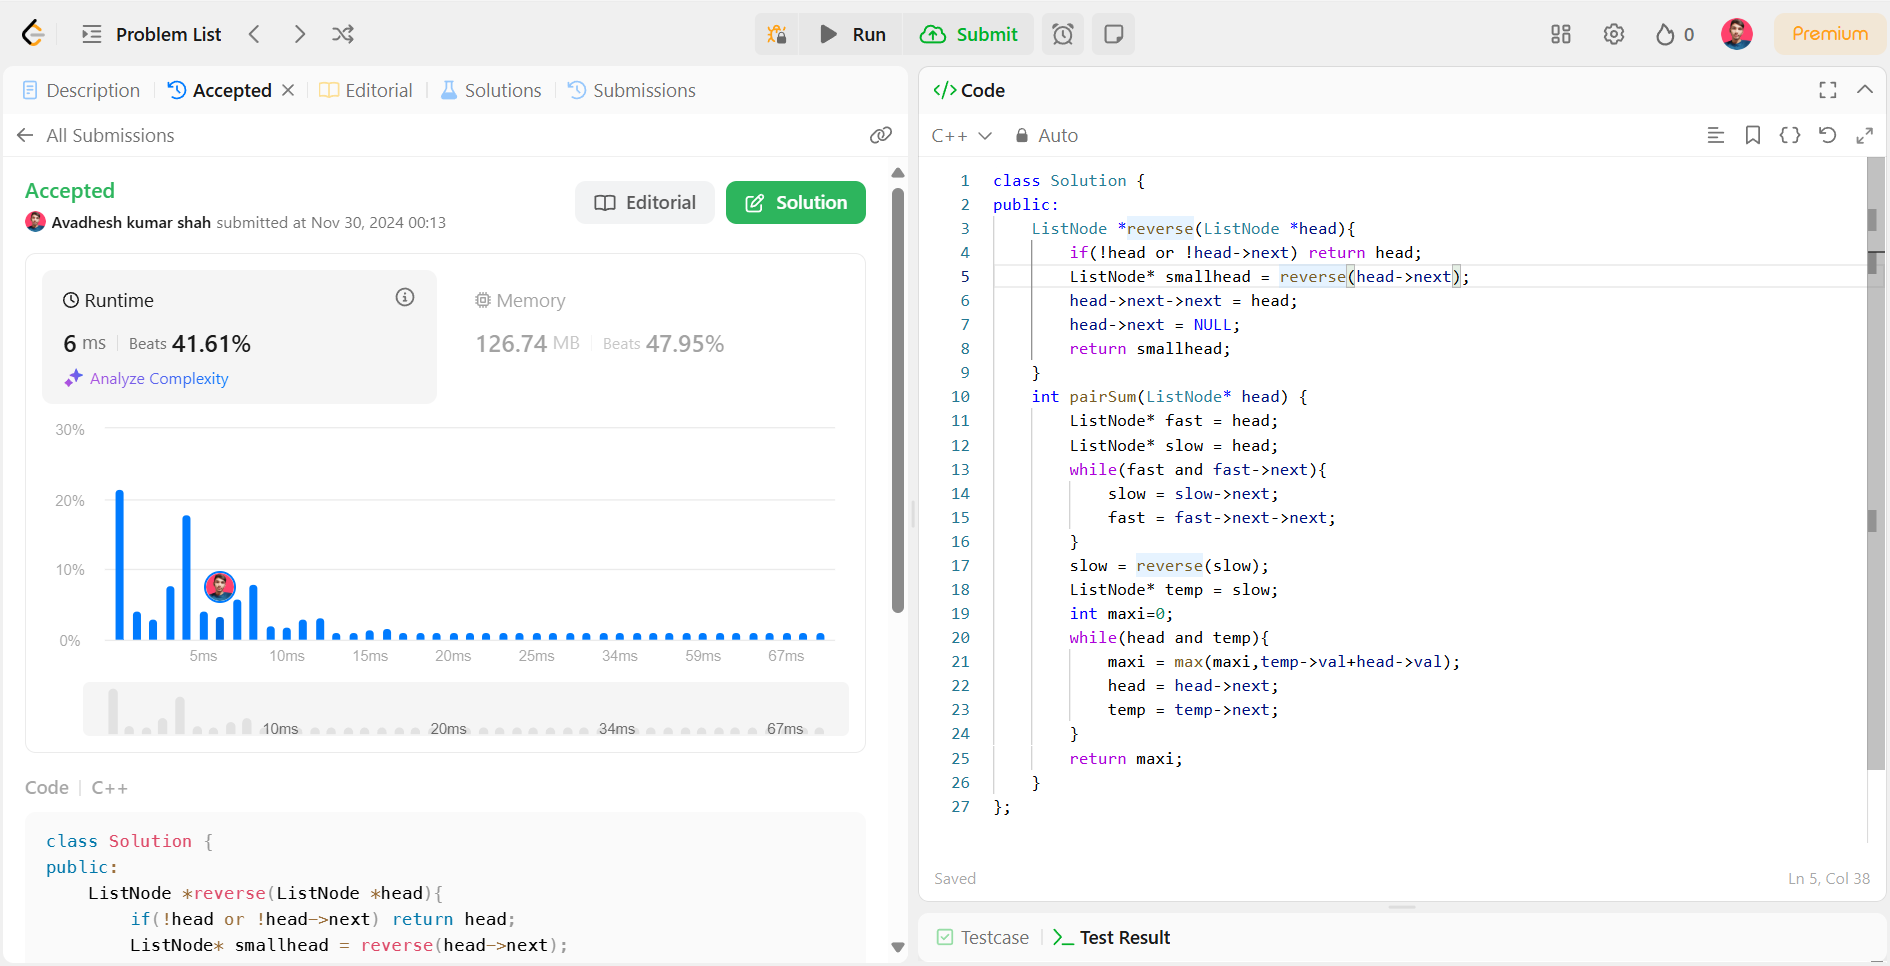 Problem List
Run
Submit
0
Premium
Description
Accepted
Editorial
Solutions
Submissions
All Submissions
Accepted
Avadhesh kumar shah submitted at Nov 30, 2024 00:13
Editorial
Solution
Runtime
6 ms
Beats 41.61%
Analyze Complexity
Memory
126.74 MB
Beats 47.95%
30%
20%
10%
0%
5ms
10ms
15ms
20ms
25ms
34ms
59ms
67ms
10ms
20ms
34ms
67ms
Code
C++
class Solution {
public:
    ListNode *reverse(ListNode *head){
        if(!head or !head->next) return head;
        ListNode* smallhead = reverse(head->next);
</> Code
C++
Auto
1 class Solution {
2 public:
3     ListNode *reverse(ListNode *head){
4         if(!head or !head->next) return head;
5         ListNode* smallhead = reverse(head->next);
6         head->next->next = head;
7         head->next = NULL;
8         return smallhead;
9     }
10     int pairSum(ListNode* head) {
11         ListNode* fast = head;
12         ListNode* slow = head;
13         while(fast and fast->next){
14             slow = slow->next;
15             fast = fast->next->next;
16         }
17         slow = reverse(slow);
18         ListNode* temp = slow;
19         int maxi=0;
20         while(head and temp){
21             maxi = max(maxi,temp->val+head->val);
22             head = head->next;
23             temp = temp->next;
24         }
25         return maxi;
26     }
27 };
Saved
Ln 5, Col 38
Testcase
Test Result